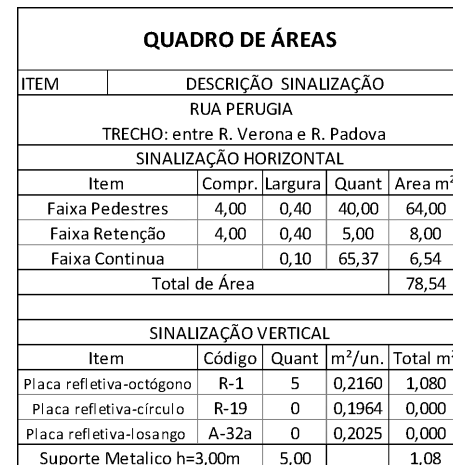 QUADRO DE ÁREAS
ITEM DESCRIÇÃO SINALIZAÇÃO
RUA PERUGIA
TRECHO: entre R. Verona e R. Padova
SINALIZAÇÃO HORIZONTAL
Item Compr. Largura Quant Area m²
Faixa Pedestres 4,00 0,40 40,00 64,00
Faixa Retenção 4,00 0,40 5,00 8,00
Faixa Continua 0,10 65,37 6,54
Total de Área 78,54
SINALIZAÇÃO VERTICAL
Item Código Quant m²/un. Total m²
Placa refletiva-octógono R-1 5 0,2160 1,080
Placa refletiva-círculo R-19 0 0,1964 0,000
Placa refletiva-losango A-32a 0 0,2025 0,000
Suporte Metalico h=3,00m 5,00 1,08